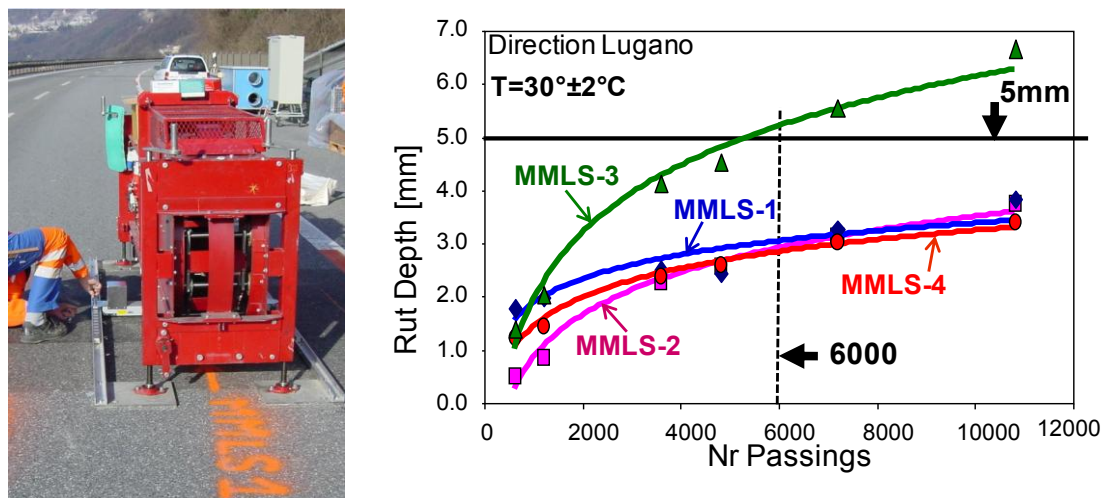 MMLS 1
Direction Lugano
T=30°±2°C
5mm
MMLS-3
MMLS-1
MMLS-4
MMLS-2
6000
Rut Depth [mm]
7.0
6.0
5.0
4.0
3.0
2.0
1.0
0.0
0 2000 4000 6000 8000 10000 12000
Nr Passings